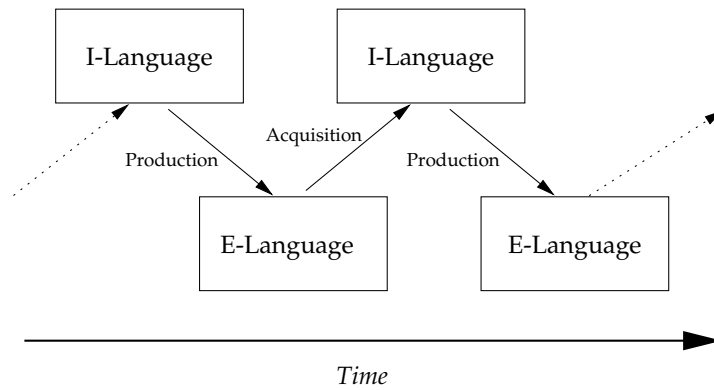 I-Language
I-Language
Production
Acquisition
Production
E-Language
E-Language
Time